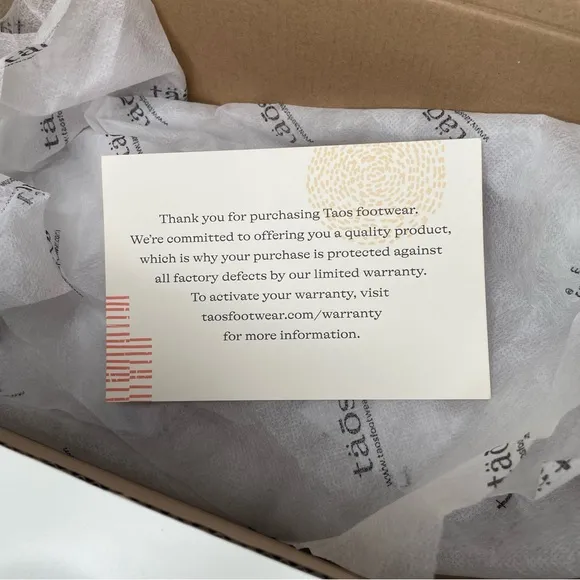 Thank you for purchasing Taos footwear.
We're committed to offering you a quality product,
which is why your purchase is protected against
all factory defects by our limited warranty.
To activate your warranty, visit
taosfootwear.com/warranty
for more information.
täōs
täōs